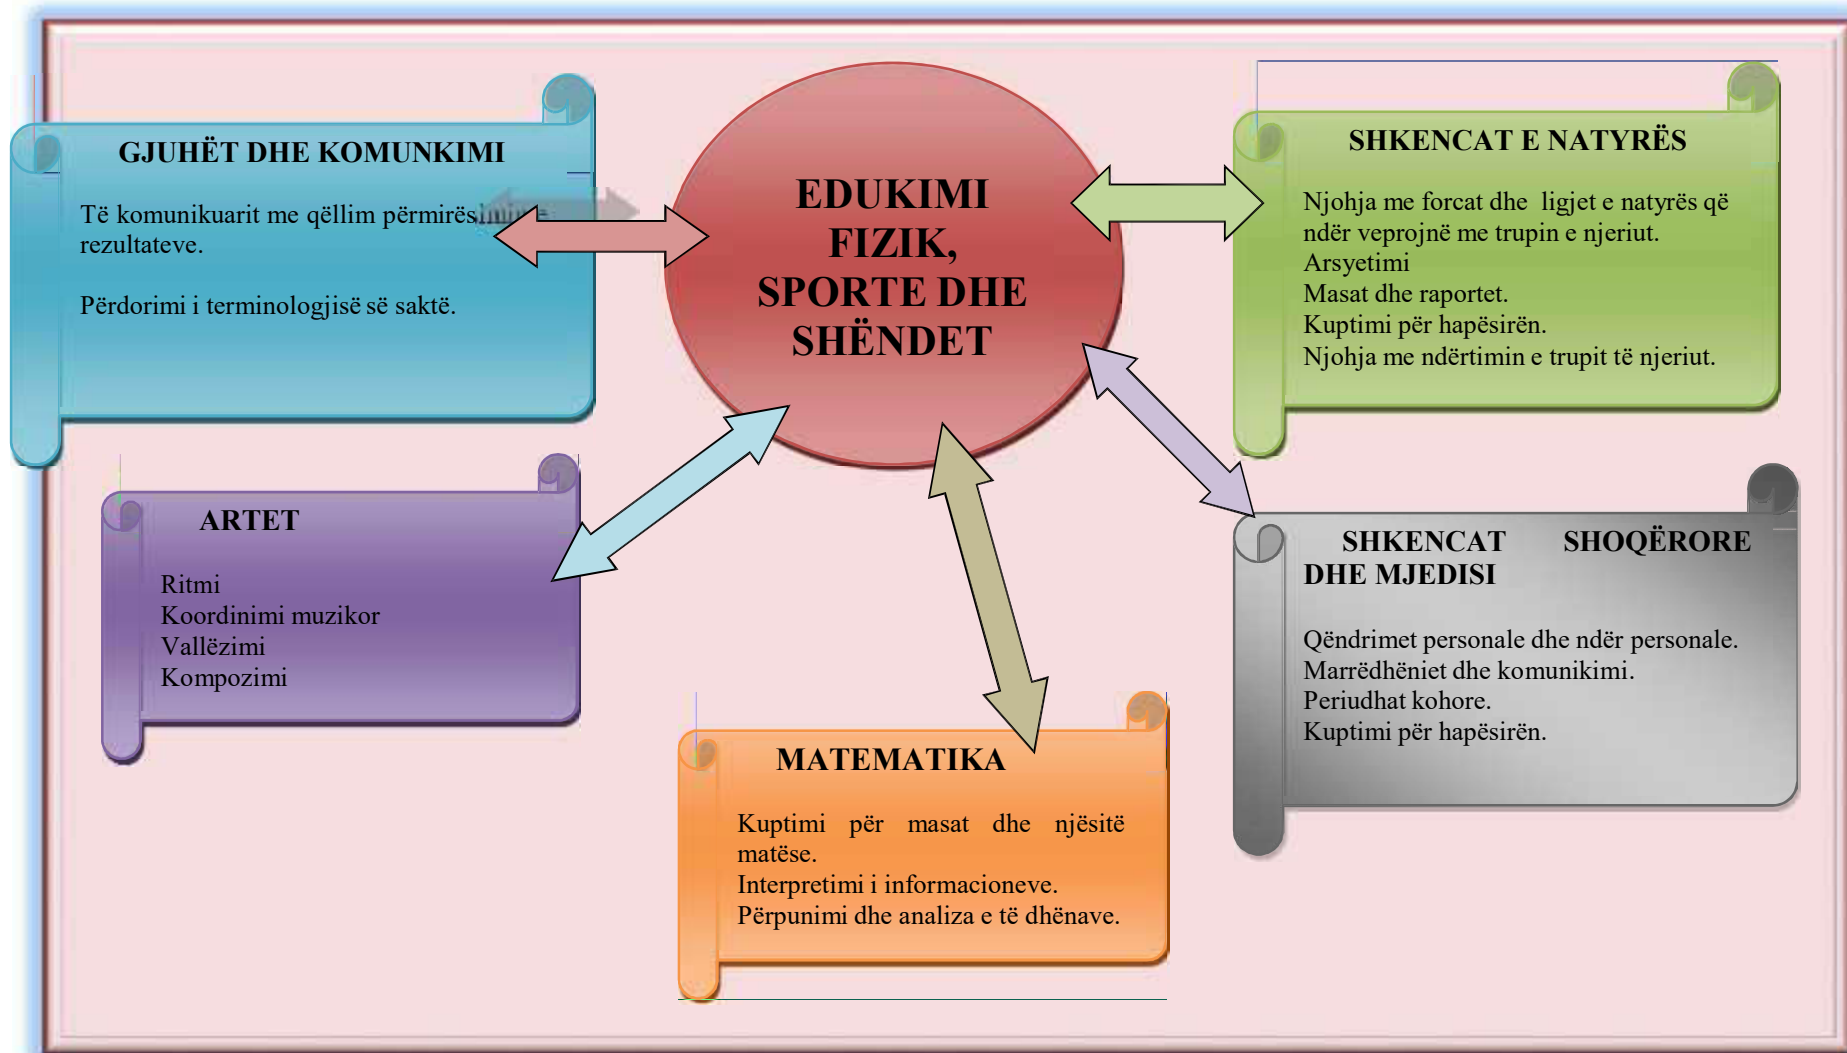 GJUHËT DHE KOMUNKIMI
Të komunikuarit me qëllim
rezultateve.
Përdorimi i terminologjisë së saktë.
EDUKIMI
FIZIK,
SPORTE DHE
SHËNDET
SHKENCAT E NATYRËS
Njohja me forcat dhe ligjet e natyrës që
ndër veprojnë me trupin e njeriut.
Arsyetimi
Masat dhe raportet.
Kuptimi për hapësirën.
Njohja me ndërtimin e trupit të njeriut.
ARTET
Ritmi
Koordinimi muzikor
Vallëzimi
Kompozimi
SHKENCAT SHOQËRORE
DHE MJEDISI
Qëndrimet personale dhe ndër personale.
Marrëdhëniet dhe komunikimi.
Periudhat kohore.
Kuptimi për hapësirën.
MATEMATIKA
Kuptimi për masat dhe njësitë
matëse.
Interpretimi i informacioneve.
Përpunimi dhe analiza e të dhënave.